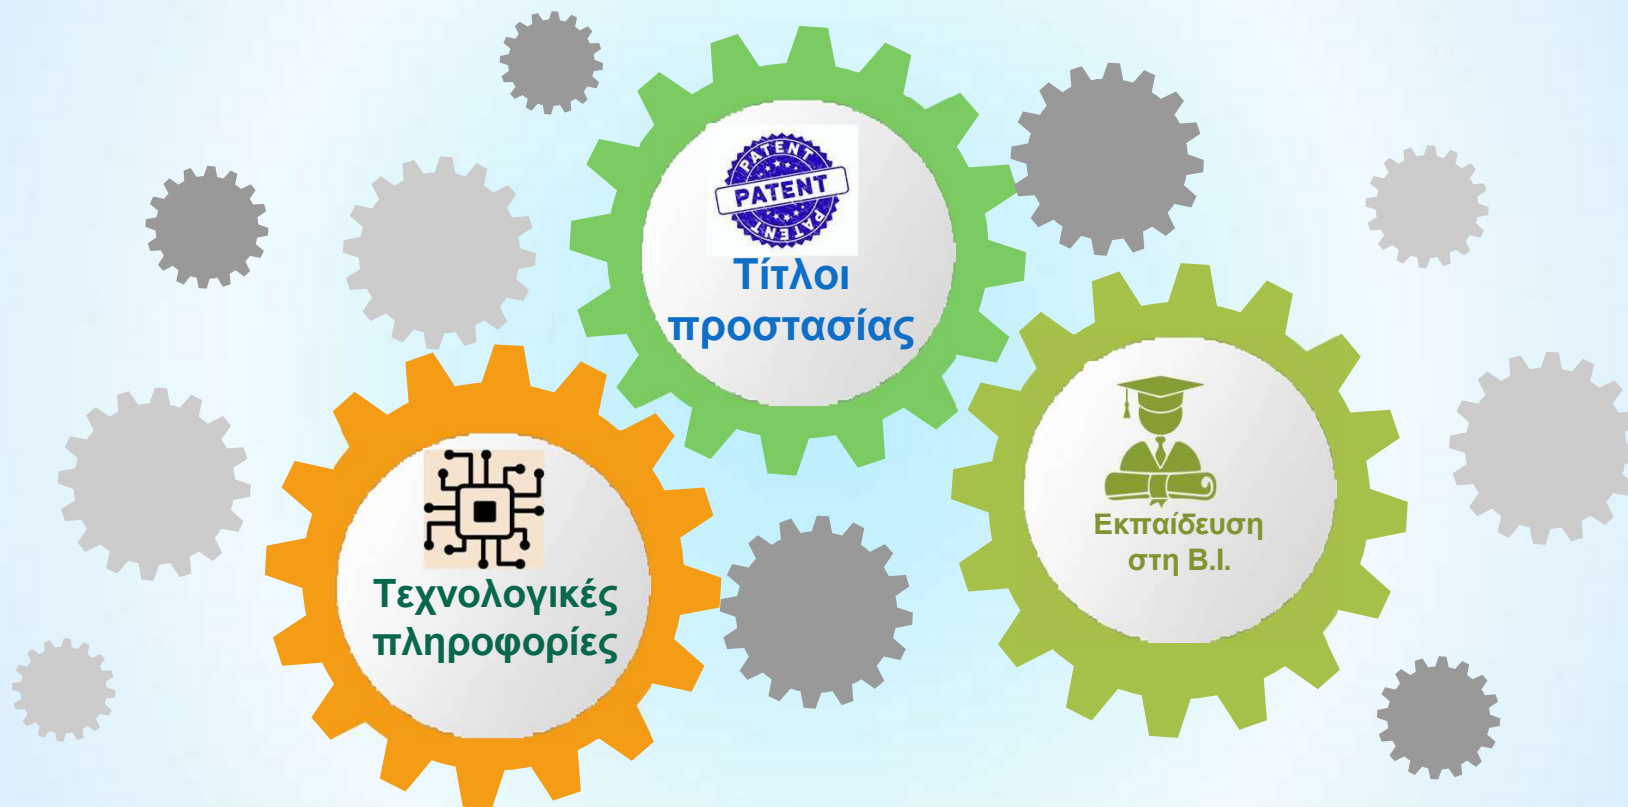 PATENT
PATENT
PATENT
Τίτλοι
προστασίας
Τεχνολογικές
πληροφορίες
Εκπαίδευση
στη Β.Ι.